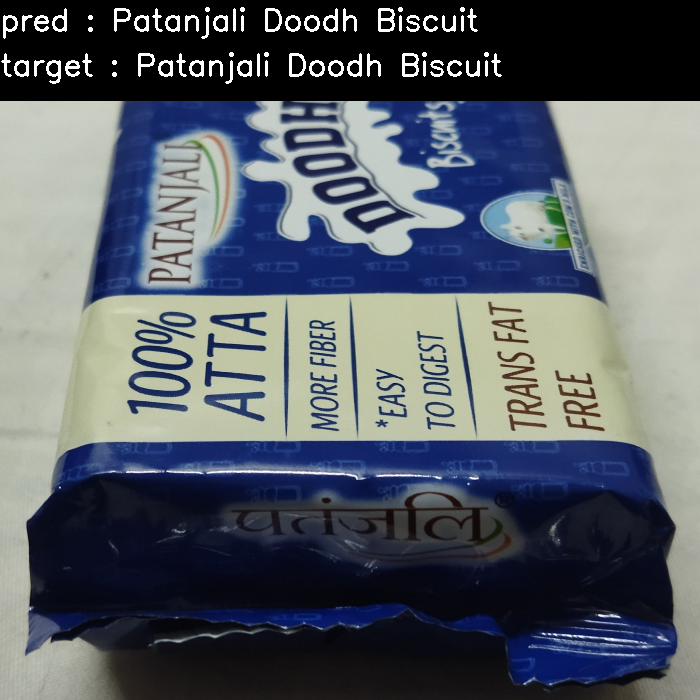 pred : Patanjali Doodh Biscuit
target : Patanjali Doodh Biscuit
PATANJALI
DOODH
Biscuits
100%
ATTA
MORE FIBER
*EASY
TO DIGEST
TRANS FAT
FREE
पतंजलि®